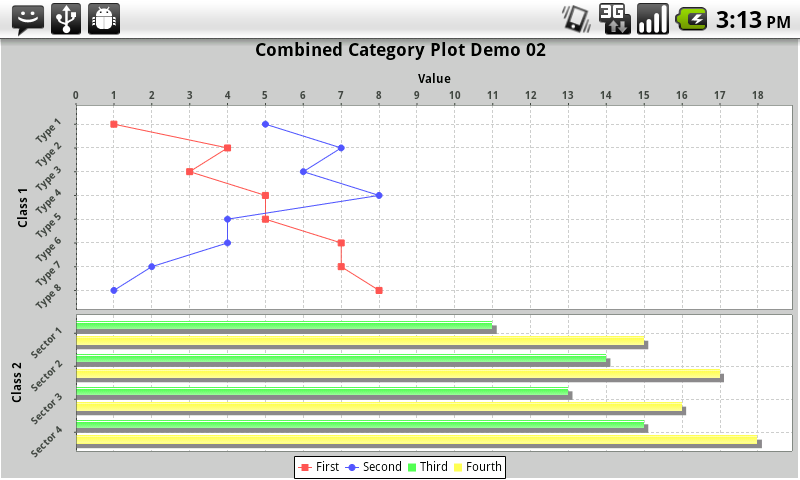 3G 3:13 PM
Combined Category Plot Demo 02
Value
0 1 2 3 4 5 6 7 8 9 10 11 12 13 14 15 16 17 18
Class 1
Type 1
Type 2
Type 3
Type 4
Type 5
Type 6
Type 7
Type 8
Class 2
Sector 1
Sector 2
Sector 3
Sector 4
First Second Third Fourth